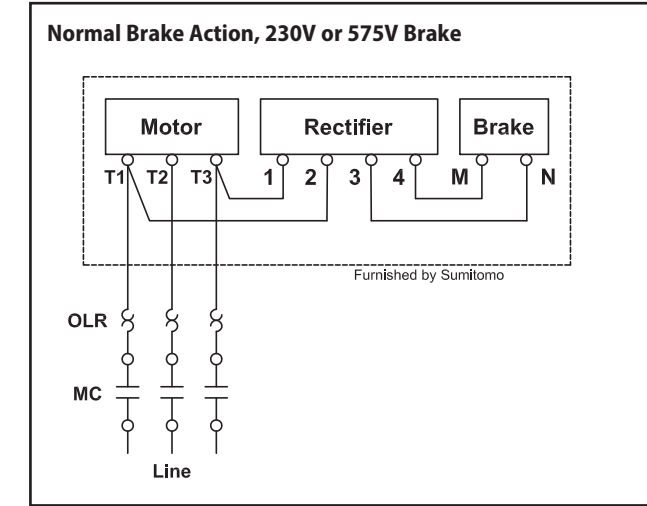 Normal Brake Action, 230V or 575V Brake
Motor Rectifier Brake
T1 T2 T3 1 2 3 4 M N
Furnished by Sumitomo
OLR
MC
Line